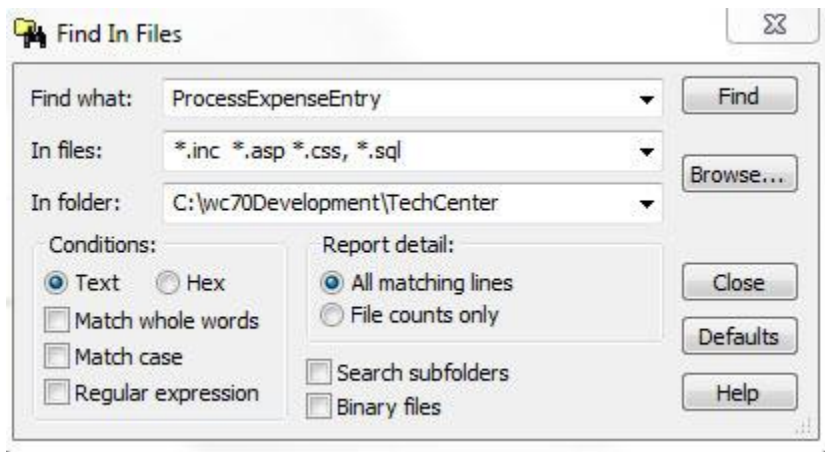 Find In Files
Find what: ProcessExpenseEntry Find
In files: *.inc *.asp *.css, *.sql
Browse...
In folder: C:\wc70Development\TechCenter
Conditions: Report detail:
Text Hex All matching lines Close
Match whole words File counts only
Defaults
Match case
Search subfolders
Regular expression Help
Binary files